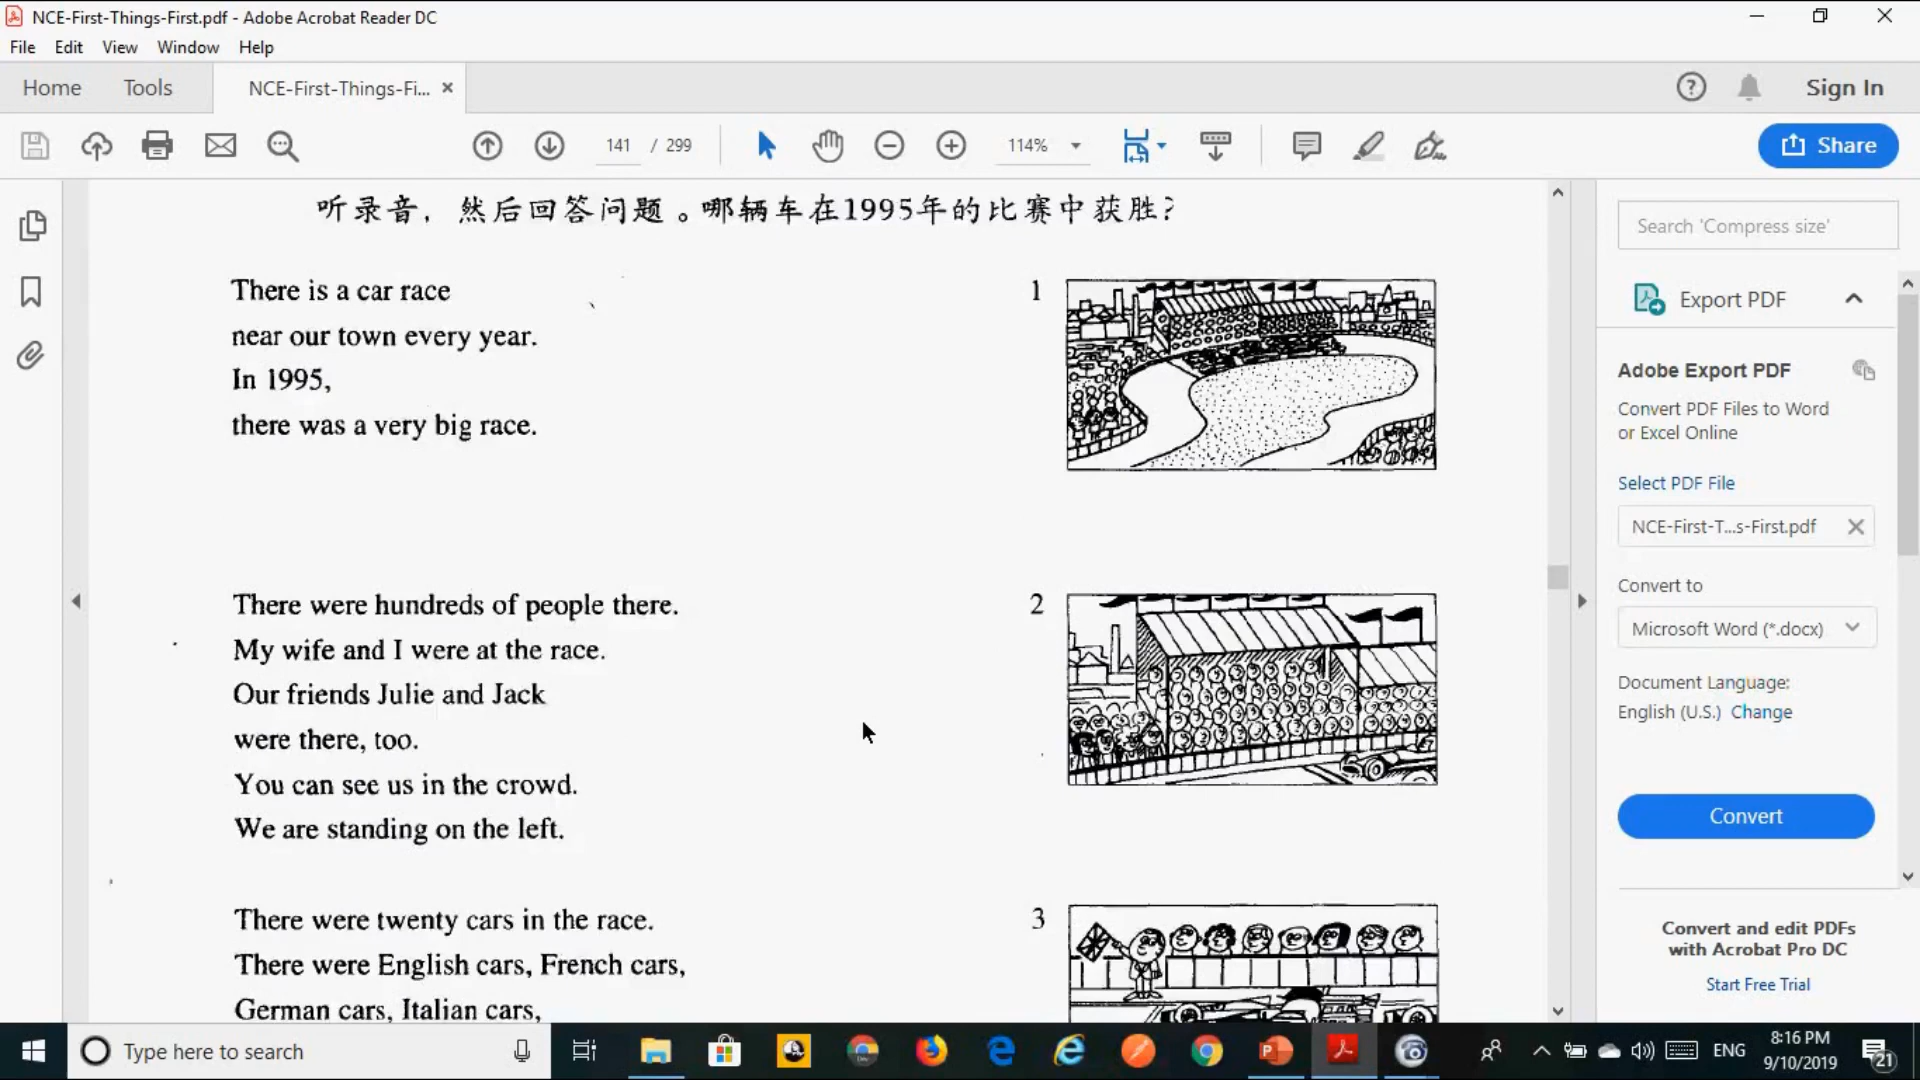 NCE-First-Things-First.pdf - Adobe Acrobat Reader DC
File Edit View Window Help
Home Tools NCE-First-Things-Fi... Sign In
141 / 299 114% Share
听录音，然后回答问题。哪辆车在1995年的比赛中获胜？
There is a car race
near our town every year.
In 1995,
there was a very big race.
1
There were hundreds of people there.
My wife and I were at the race.
Our friends Julie and Jack
were there, too.
You can see us in the crowd.
We are standing on the left.
2
There were twenty cars in the race.
There were English cars, French cars,
German cars, Italian cars,
3
Search 'Compress size'
Export PDF
Adobe Export PDF
Convert PDF Files to Word
or Excel Online
Select PDF File
NCE-First-T...s-First.pdf
Convert to
Microsoft Word (*.docx)
Document Language:
English (U.S.) Change
Convert
Convert and edit PDFs
with Acrobat Pro DC
Start Free Trial
Type here to search
ENG
8:16 PM
9/10/2019
21